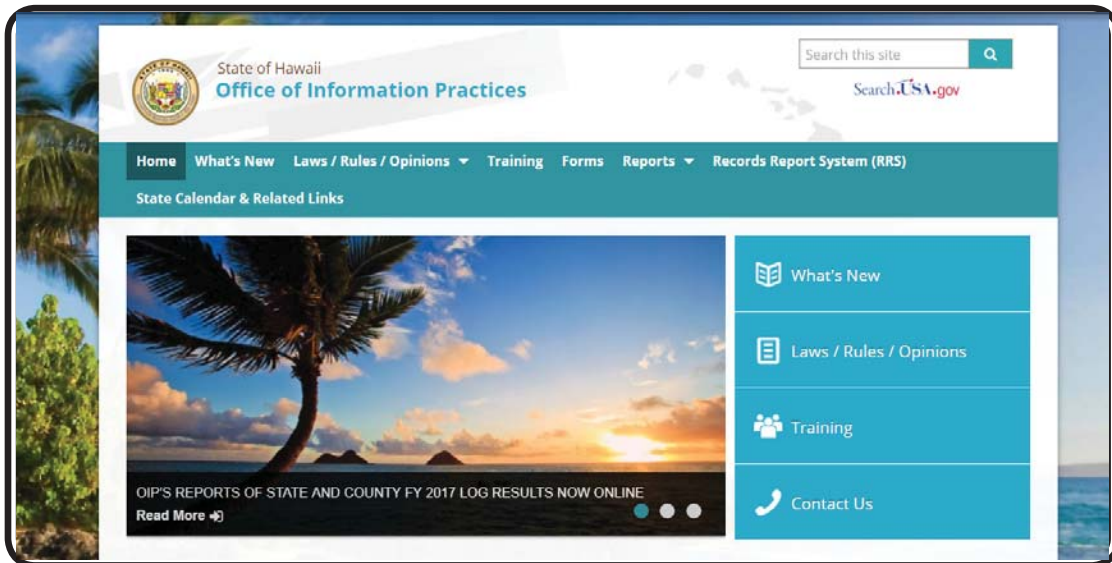 State of Hawaii
Office of Information Practices
Search this site
Search.USA.gov
Home What's New Laws / Rules / Opinions Training Forms Reports Records Report System (RRS)
State Calendar & Related Links
What's New
Laws / Rules / Opinions
Training
Contact Us
OIP'S REPORTS OF STATE AND COUNTY FY 2017 LOG RESULTS NOW ONLINE
Read More